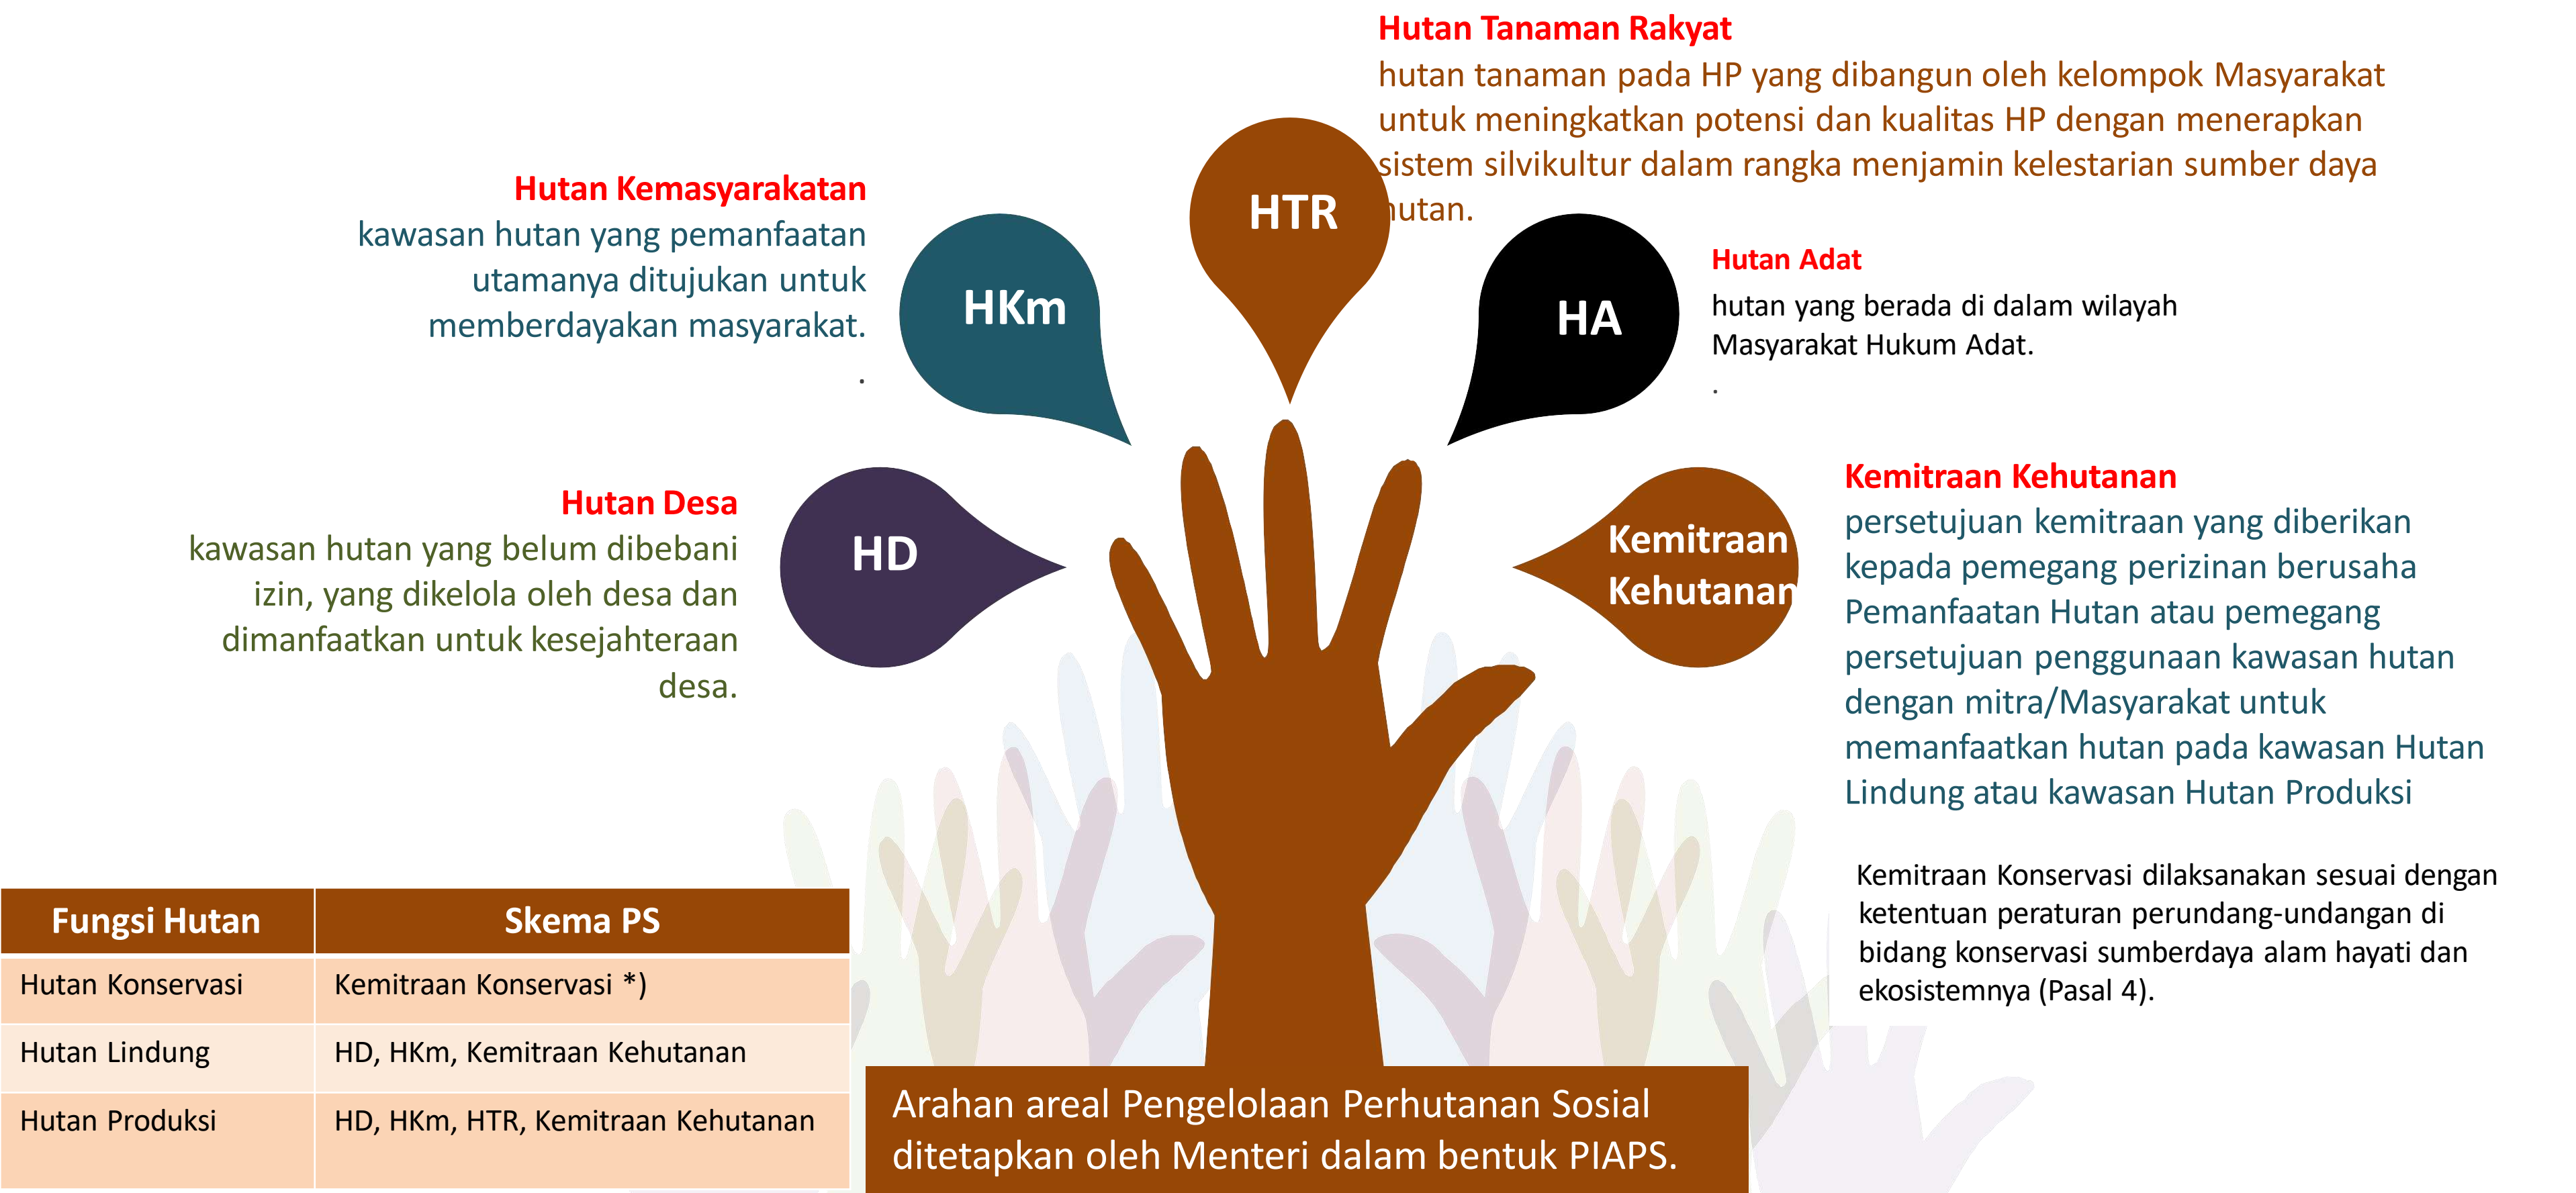 Hutan Tanaman Rakyat
hutan tanaman pada HP yang dibangun oleh kelompok Masyarakat
untuk meningkatkan potensi dan kualitas HP dengan menerapkan
sistem silvikultur dalam rangka menjamin kelestarian sumber daya
hutan.
HTR
Hutan Kemasyarakatan
kawasan hutan yang pemanfaatan
utamanya ditujukan untuk
memberdayakan masyarakat.
.
HKm
HA
Hutan Adat
hutan yang berada di dalam wilayah
Masyarakat Hukum Adat.
.
Hutan Desa
kawasan hutan yang belum dibebani
izin, yang dikelola oleh desa dan
dimanfaatkan untuk kesejahteraan
desa.
HD
Kemitraan
Kehutanan
Kemitraan Kehutanan
persetujuan kemitraan yang diberikan
kepada pemegang perizinan berusaha
Pemanfaatan Hutan atau pemegang
persetujuan penggunaan kawasan hutan
dengan mitra/Masyarakat untuk
memanfaatkan hutan pada kawasan Hutan
Lindung atau kawasan Hutan Produksi
Kemitraan Konservasi dilaksanakan sesuai dengan
ketentuan peraturan perundang-undangan di
bidang konservasi sumberdaya alam hayati dan
ekosistemnya (Pasal 4).
Fungsi Hutan Skema PS
Hutan Konservasi Kemitraan Konservasi *)
Hutan Lindung HD, HKm, Kemitraan Kehutanan
Hutan Produksi HD, HKm, HTR, Kemitraan Kehutanan
Arahan areal Pengelolaan Perhutanan Sosial
ditetapkan oleh Menteri dalam bentuk PIAPS.